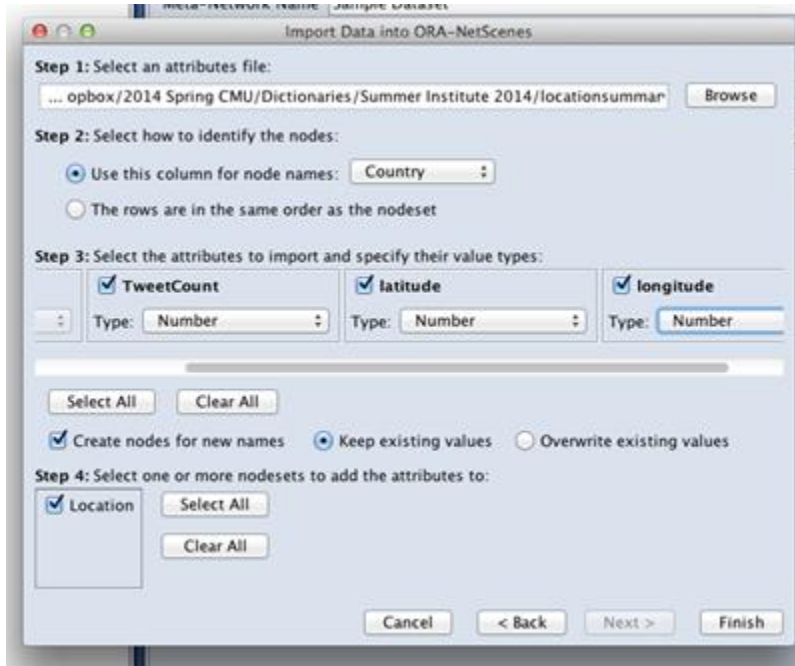 Meta-Network Name Sample Dataset
Import Data into ORA-NetScenes
Step 1: Select an attributes file:
... opbox/2014 Spring CMU/Dictionaries/Summer Institute 2014/locationsummar Browse
Step 2: Select how to identify the nodes:
Use this column for node names: Country
The rows are in the same order as the nodeset
Step 3: Select the attributes to import and specify their value types:
TweetCount latitude longitude
Type: Number Type: Number Type: Number
Select All Clear All
Create nodes for new names Keep existing values Overwrite existing values
Step 4: Select one or more nodesets to add the attributes to:
Location Select All
Clear All
Cancel < Back Next > Finish